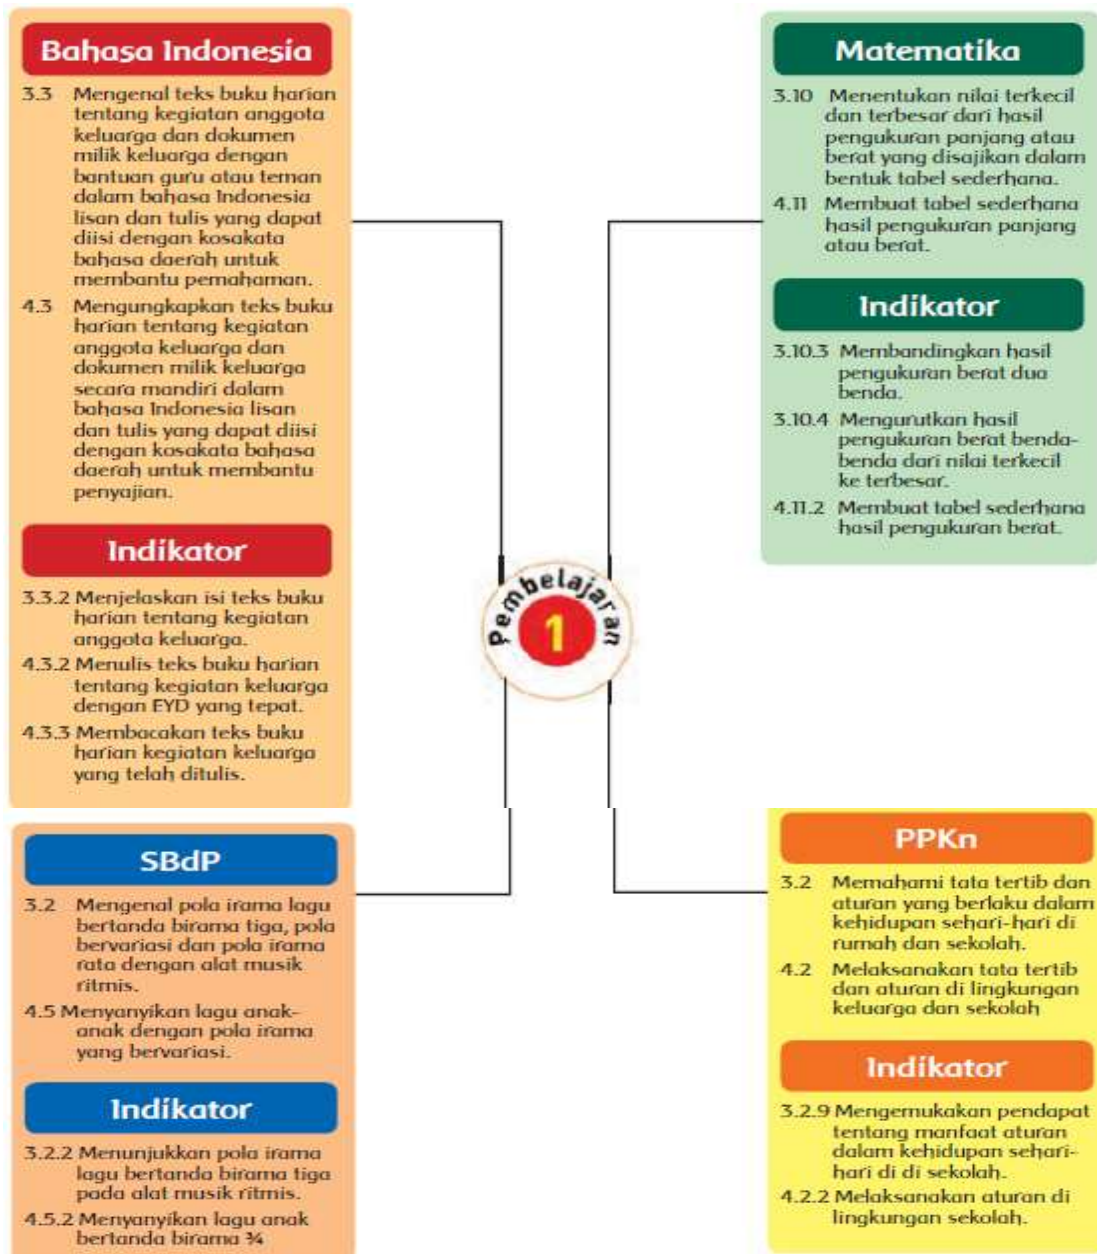 Bahasa Indonesia
3.3 Mengenal teks buku harian
tentang kegiatan anggota
keluarga dan dokumen
milik keluarga dengan
bantuan guru atau teman
dalam bahasa Indonesia
lisan dan tulis yang dapat
diisi dengan kosakata
bahasa daerah untuk
membantu pemahaman.
4.3 Mengungkapkan teks buku
harian tentang kegiatan
anggota keluarga dan
dokumen milik keluarga
secara mandiri dalam
bahasa Indonesia lisan
dan tulis yang dapat diisi
dengan kosakata bahasa
daerah untuk membantu
penyajian.
Indikator
3.3.2 Menjelaskan isi teks buku
harian tentang kegiatan
anggota keluarga.
4.3.2 Menulis teks buku harian
tentang kegiatan keluarga
dengan EYD yang tepat.
4.3.3 Membacakan teks buku
harian kegiatan keluarga
yang telah ditulis.
Matematika
3.10 Menentukan nilai terkecil
dan terbesar dari hasil
pengukuran panjang atau
berat yang disajikan dalam
bentuk tabel sederhana.
4.11 Membuat tabel sederhana
hasil pengukuran panjang
atau berat.
Indikator
3.10.3 Membandingkan hasil
pengukuran berat dua
benda.
3.10.4 Mengurutkan hasil
pengukuran berat benda-
benda dari nilai terkecil
ke terbesar.
4.11.2 Membuat tabel sederhana
hasil pengukuran berat.
Pembelajaran
1
SBdP
3.2 Mengenal pola irama lagu
bertanda birama tiga, pola
bervariasi dan pola irama
rata dengan alat musik
ritmis.
4.5 Menyanyikan lagu anak-
anak dengan pola irama
yang bervariasi.
Indikator
3.2.2 Menunjukkan pola irama
lagu bertanda birama tiga
pada alat musik ritmis.
4.5.2 Menyanyikan lagu anak
bertanda birama ¾
PPKn
3.2 Memahami tata tertib dan
aturan yang berlaku dalam
kehidupan sehari-hari di
rumah dan sekolah.
4.2 Melaksanakan tata tertib
dan aturan di lingkungan
keluarga dan sekolah
Indikator
3.2.9 Mengemukakan pendapat
tentang manfaat aturan
dalam kehidupan sehari-
hari di di sekolah.
4.2.2 Melaksanakan aturan di
lingkungan sekolah.